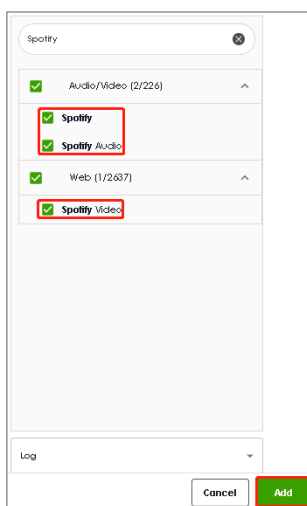 Spotify
Audio/Video (2/226)
Spotify
Spotify Audio
Web (1/2637)
Spotify Video
Log
Cancel
Add